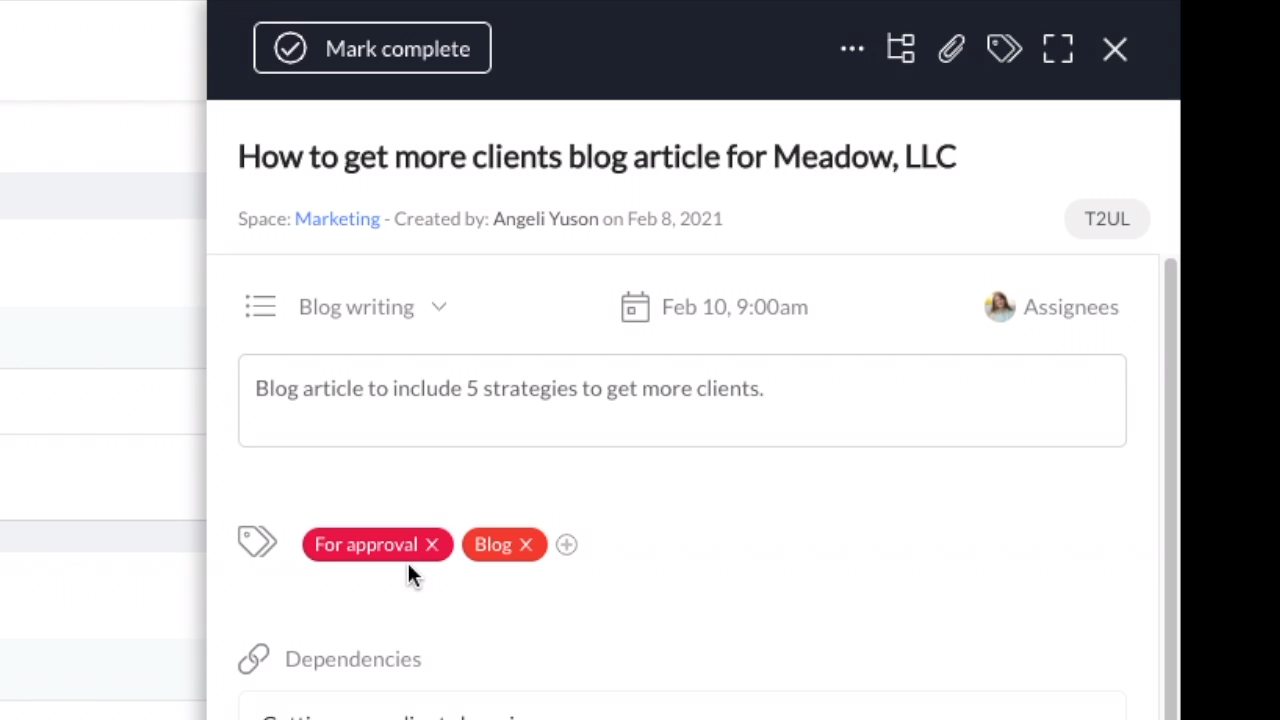 Mark complete
How to get more clients blog article for Meadow, LLC
Space: Marketing - Created by: Angeli Yuson on Feb 8, 2021
T2UL
Blog writing
Feb 10, 9:00am
Assignees
Blog article to include 5 strategies to get more clients.
For approval
Blog
Dependencies